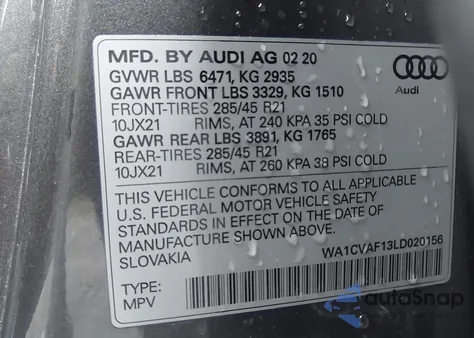 MFD. BY AUDI AG 02 20
GVWR LBS 6471, KG 2935
GAWR FRONT LBS 3329, KG 1510
FRONT-TIRES 285/45 R21
10JX21 RIMS, AT 240 KPA 35 PSI COLD
GAWR REAR LBS 3891, KG 1765
REAR-TIRES 285/45 R21
10JX21 RIMS, AT 260 KPA 38 PSI COLD
Audi
THIS VEHICLE CONFORMS TO ALL APPLICABLE
U.S. FEDERAL MOTOR VEHICLE SAFETY
STANDARDS IN EFFECT ON THE DATE OF
MANUFACTURE SHOWN ABOVE.
SLOVAKIA
WA1CVAF13LD020156
TYPE:
MPV
autoSnap